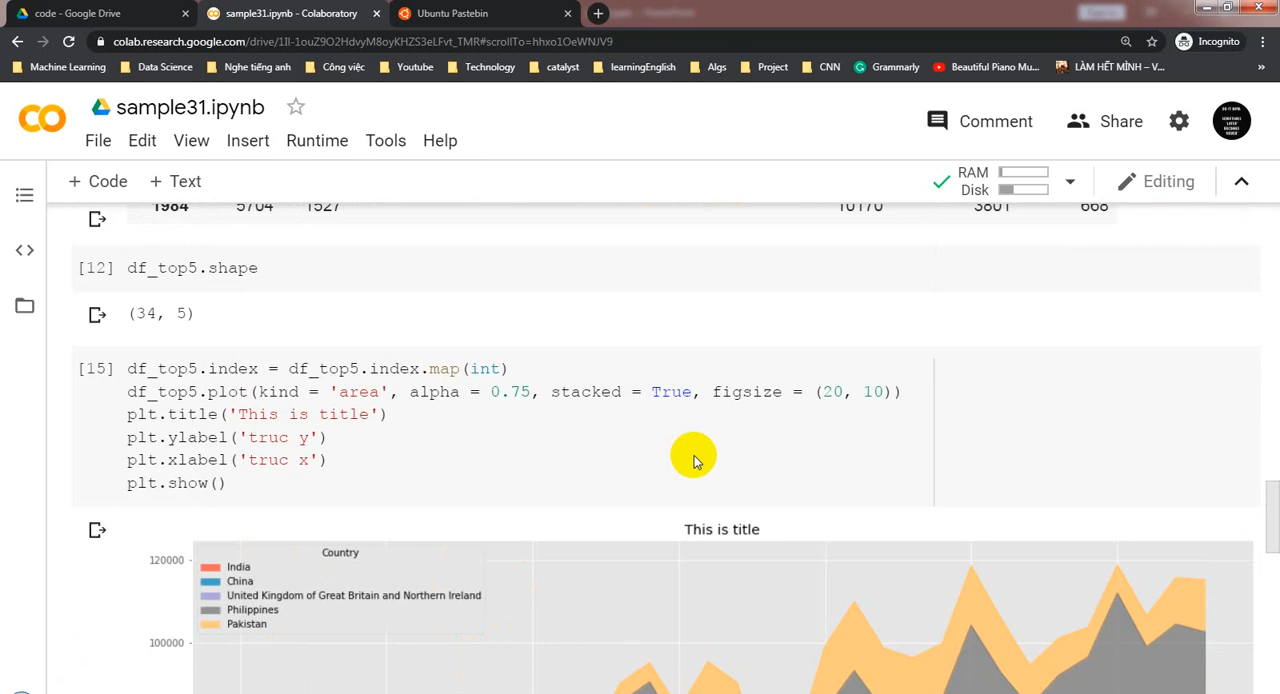 code - Google Drive
sample31.ipynb - Colaboratory
Ubuntu Pastebin
colab.research.google.com/drive/1Il-1ouZ9O2HdvyM8oyKHZS3eLFvt_TMR#scrollTo=hhxo1OeWNJV9
Incognito
Machine Learning
Data Science
Nghe tiếng anh
Công việc
Youtube
Technology
catalyst
learningEnglish
Algs
Project
CNN
Grammarly
Beautiful Piano Mu...
LÀM HẾT MÌNH – V...
»
sample31.ipynb
Comment
Share
File Edit View Insert Runtime Tools Help
+ Code + Text
RAM
Disk
Editing
1984 5704 1527 10170 3801 668
[12] df_top5.shape
(34, 5)
[15] df_top5.index = df_top5.index.map(int)
df_top5.plot(kind = 'area', alpha = 0.75, stacked = True, figsize = (20, 10))
plt.title('This is title')
plt.ylabel('truc y')
plt.xlabel('truc x')
plt.show()
This is title
120000
100000
Country
India
China
United Kingdom of Great Britain and Northern Ireland
Philippines
Pakistan